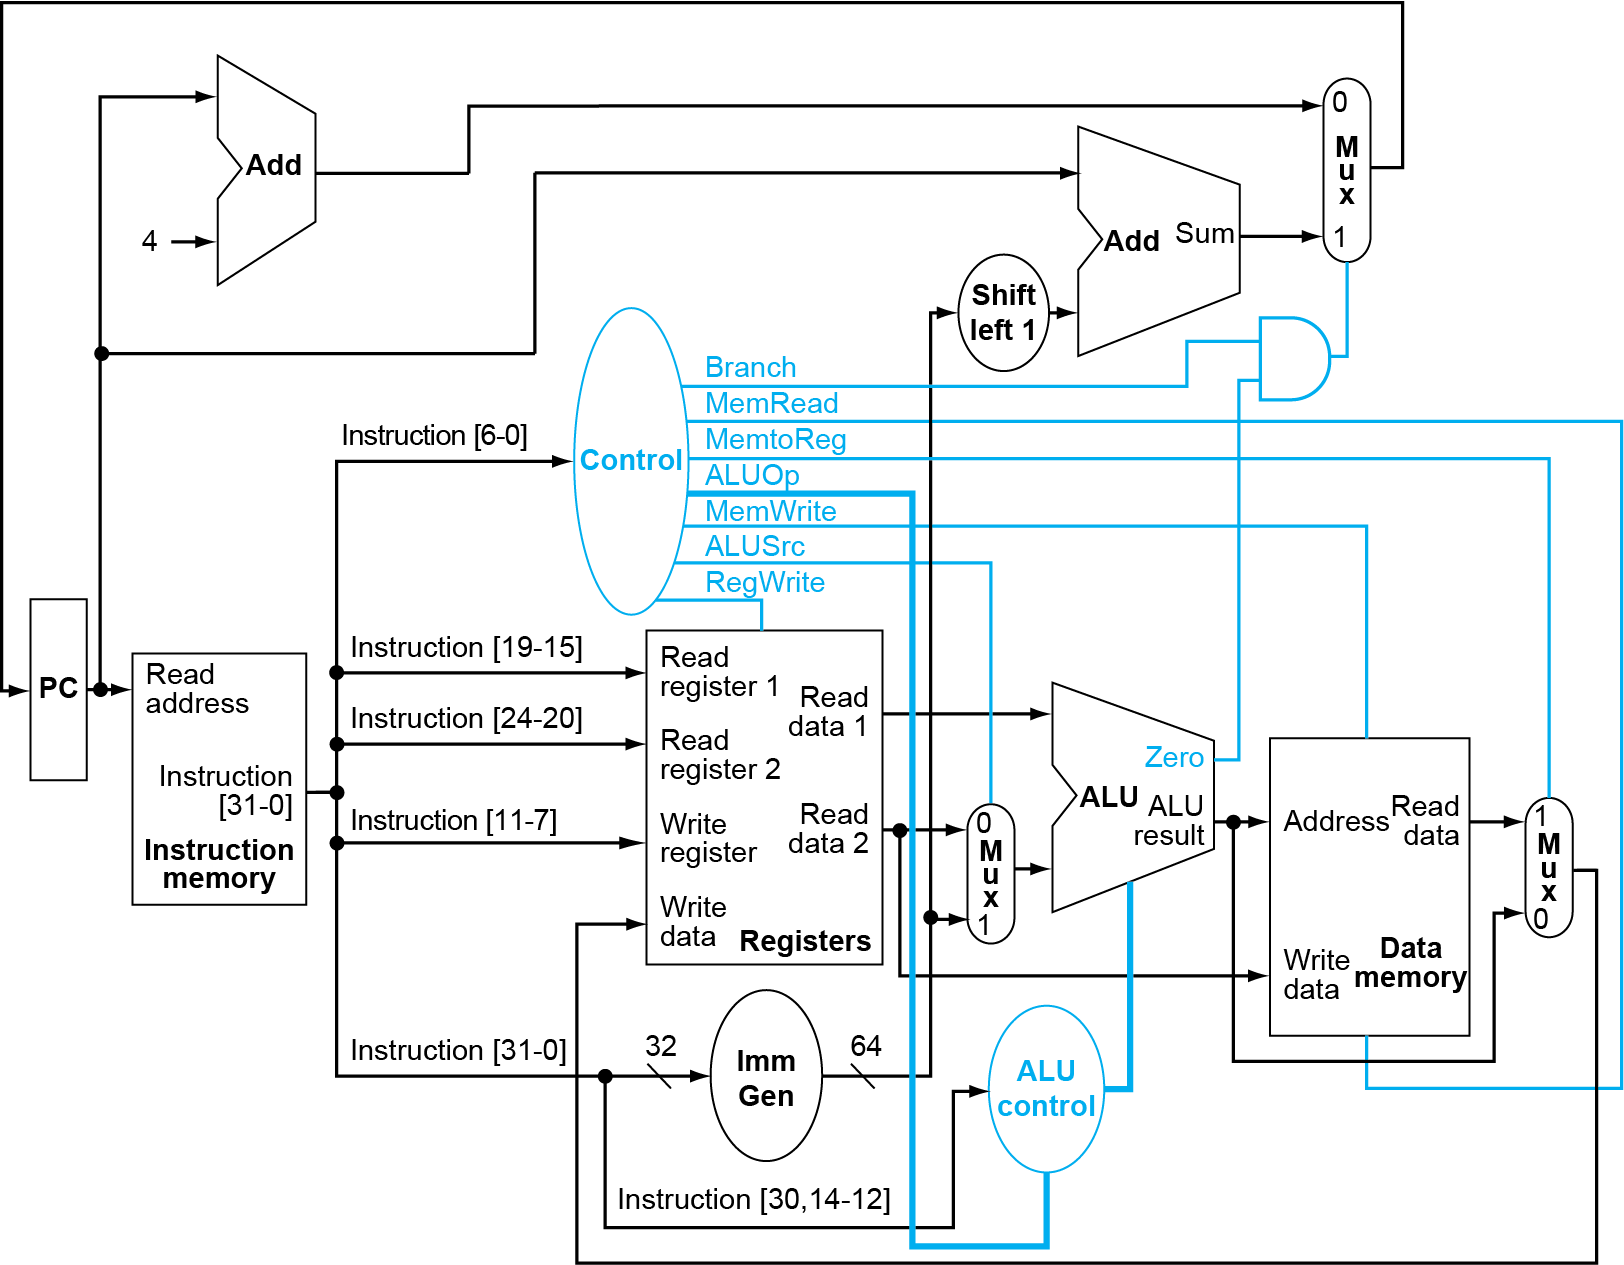 Add
4
0
M
u
x
1
Add Sum
Shift
left 1
Branch
MemRead
MemtoReg
ALUOp
MemWrite
ALUSrc
RegWrite
Control
Instruction [6-0]
Instruction [19-15]
Instruction [24-20]
Instruction [11-7]
Instruction [31-0]
PC
Read
address
Instruction
[31-0]
Instruction
memory
Read
register 1
Read
register 2
Write
register
Write
data
Read
data 1
Read
data 2
Registers
0
M
u
x
1
Zero
ALU
ALU
result
Address
Read
data
Write
data
Data
memory
1
M
u
x
0
32
Imm
Gen
64
ALU
control
Instruction [30,14-12]